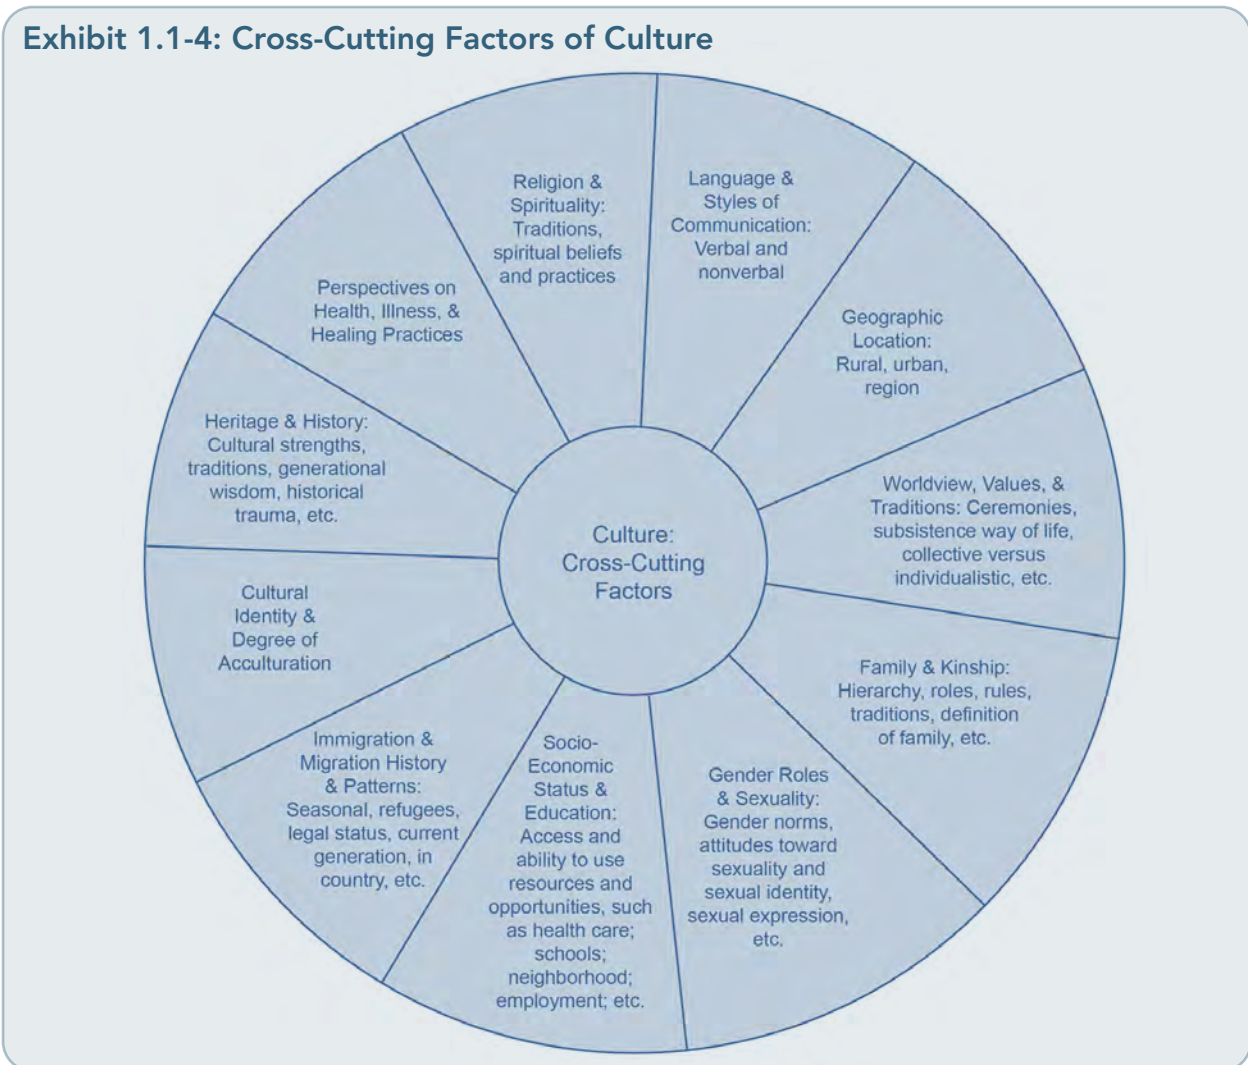 Exhibit 1.1-4: Cross-Cutting Factors of Culture
Religion &
Spirituality:
Traditions,
spiritual beliefs
and practices
Language &
Styles of
Communication:
Verbal and
nonverbal
Geographic
Location:
Rural, urban,
region
Worldview, Values, &
Traditions: Ceremonies,
subsistence way of life,
collective versus
individualistic, etc.
Family & Kinship:
Hierarchy, roles, rules,
traditions, definition
of family, etc.
Gender Roles
& Sexuality:
Gender norms,
attitudes toward
sexuality and
sexual identity,
sexual expression,
etc.
Socio-
Economic
Status &
Education:
Access and
ability to use
resources and
opportunities, such
as health care;
schools;
neighborhood;
employment; etc.
Immigration &
Migration History
& Patterns:
Seasonal, refugees,
legal status, current
generation, in
country, etc.
Cultural
Identity &
Degree of
Acculturation
Heritage & History:
Cultural strengths,
traditions, generational
wisdom, historical
trauma, etc.
Perspectives on
Health, Illness, &
Healing Practices
Culture:
Cross-Cutting
Factors